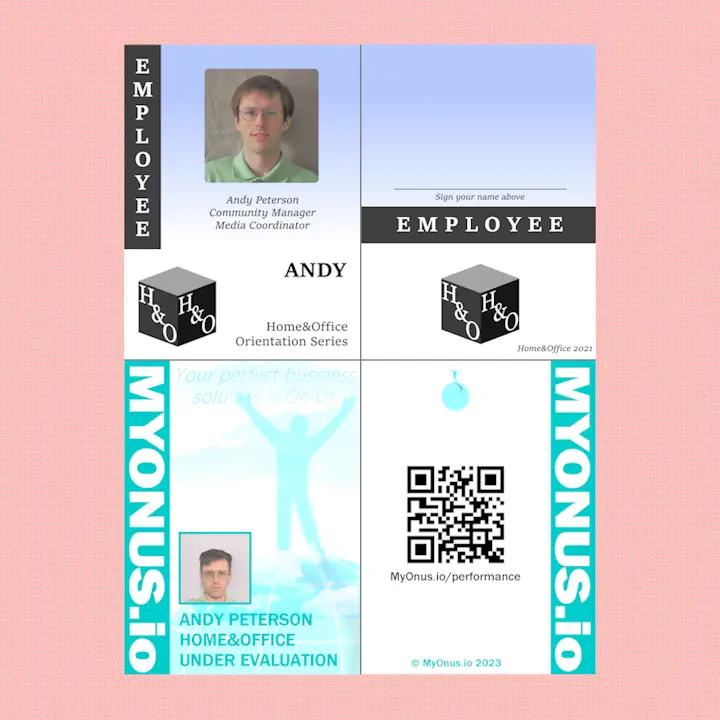 EMPLOYEE
Andy Peterson
Community Manager
Media Coordinator
ANDY
H&O
H&O
Home&Office
Orientation Series
Sign your name above
EMPLOYEE
H&O
H&O
Home&Office 2021
MYONUS.io
Your perfect business
solution is On Us
ANDY PETERSON
HOME&OFFICE
UNDER EVALUATION
MyOnus.io/performance
© MyOnus.io 2023
MYONUS.io